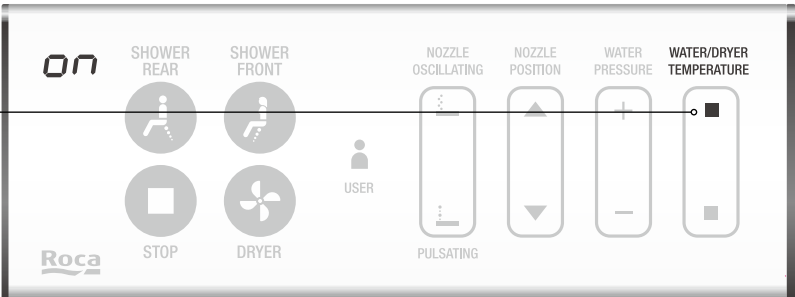 on
SHOWER
REAR
SHOWER
FRONT
NOZZLE
OSCILLATING
NOZZLE
POSITION
WATER
PRESSURE
WATER/DRYER
TEMPERATURE
USER
STOP
DRYER
PULSATING
Roca